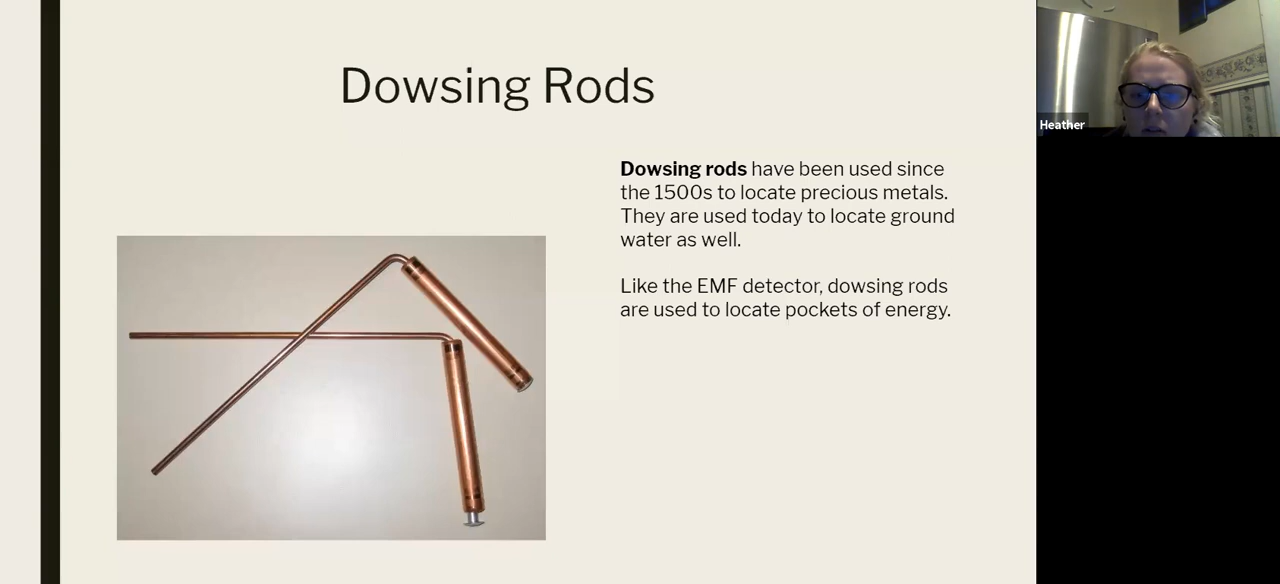 Dowsing Rods
Dowsing rods have been used since
the 1500s to locate precious metals.
They are used today to locate ground
water as well.
Like the EMF detector, dowsing rods
are used to locate pockets of energy.
Heather